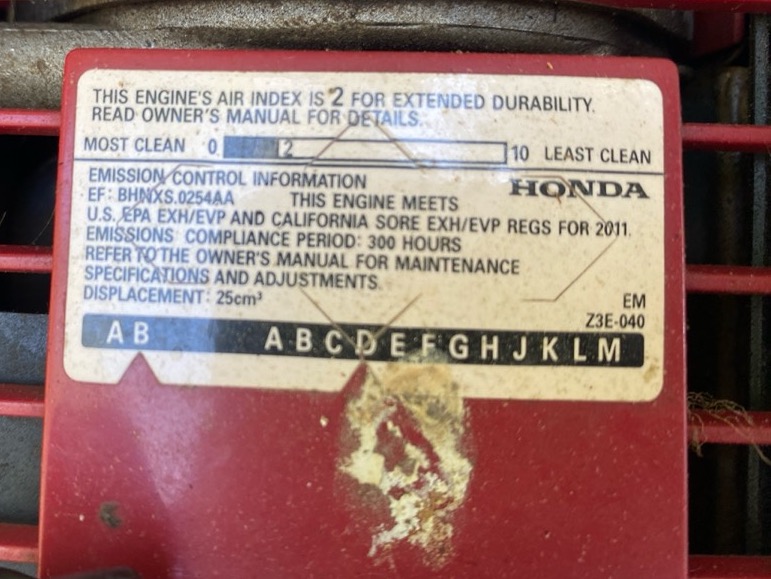 THIS ENGINE'S AIR INDEX IS 2 FOR EXTENDED DURABILITY.
READ OWNER'S MANUAL FOR DETAILS.
MOST CLEAN 0 2 10 LEAST CLEAN
EMISSION CONTROL INFORMATION
HONDA
EF: BHNXS.0254AA THIS ENGINE MEETS
U.S. EPA EXH/EVP AND CALIFORNIA SORE EXH/EVP REGS FOR 2011.
EMISSIONS COMPLIANCE PERIOD: 300 HOURS
REFER TO THE OWNER'S MANUAL FOR MAINTENANCE
SPECIFICATIONS AND ADJUSTMENTS.
DISPLACEMENT: 25cm³
EM
Z3E-040
AB ABCDEFGHJKLM